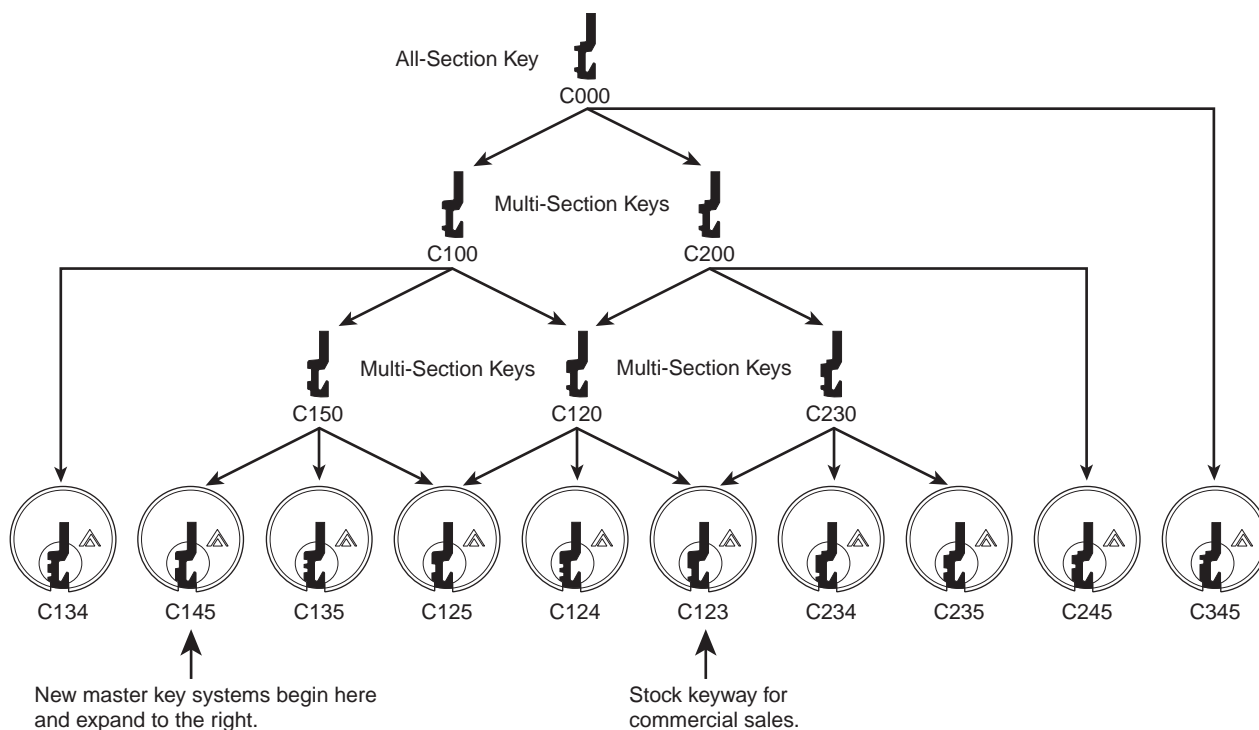 All-Section Key
C000
Multi-Section Keys
C100
C200
Multi-Section Keys
Multi-Section Keys
C150
C120
C230
C134
C145
C135
C125
C124
C123
C234
C235
C245
C345
New master key systems begin here
and expand to the right.
Stock keyway for
commercial sales.